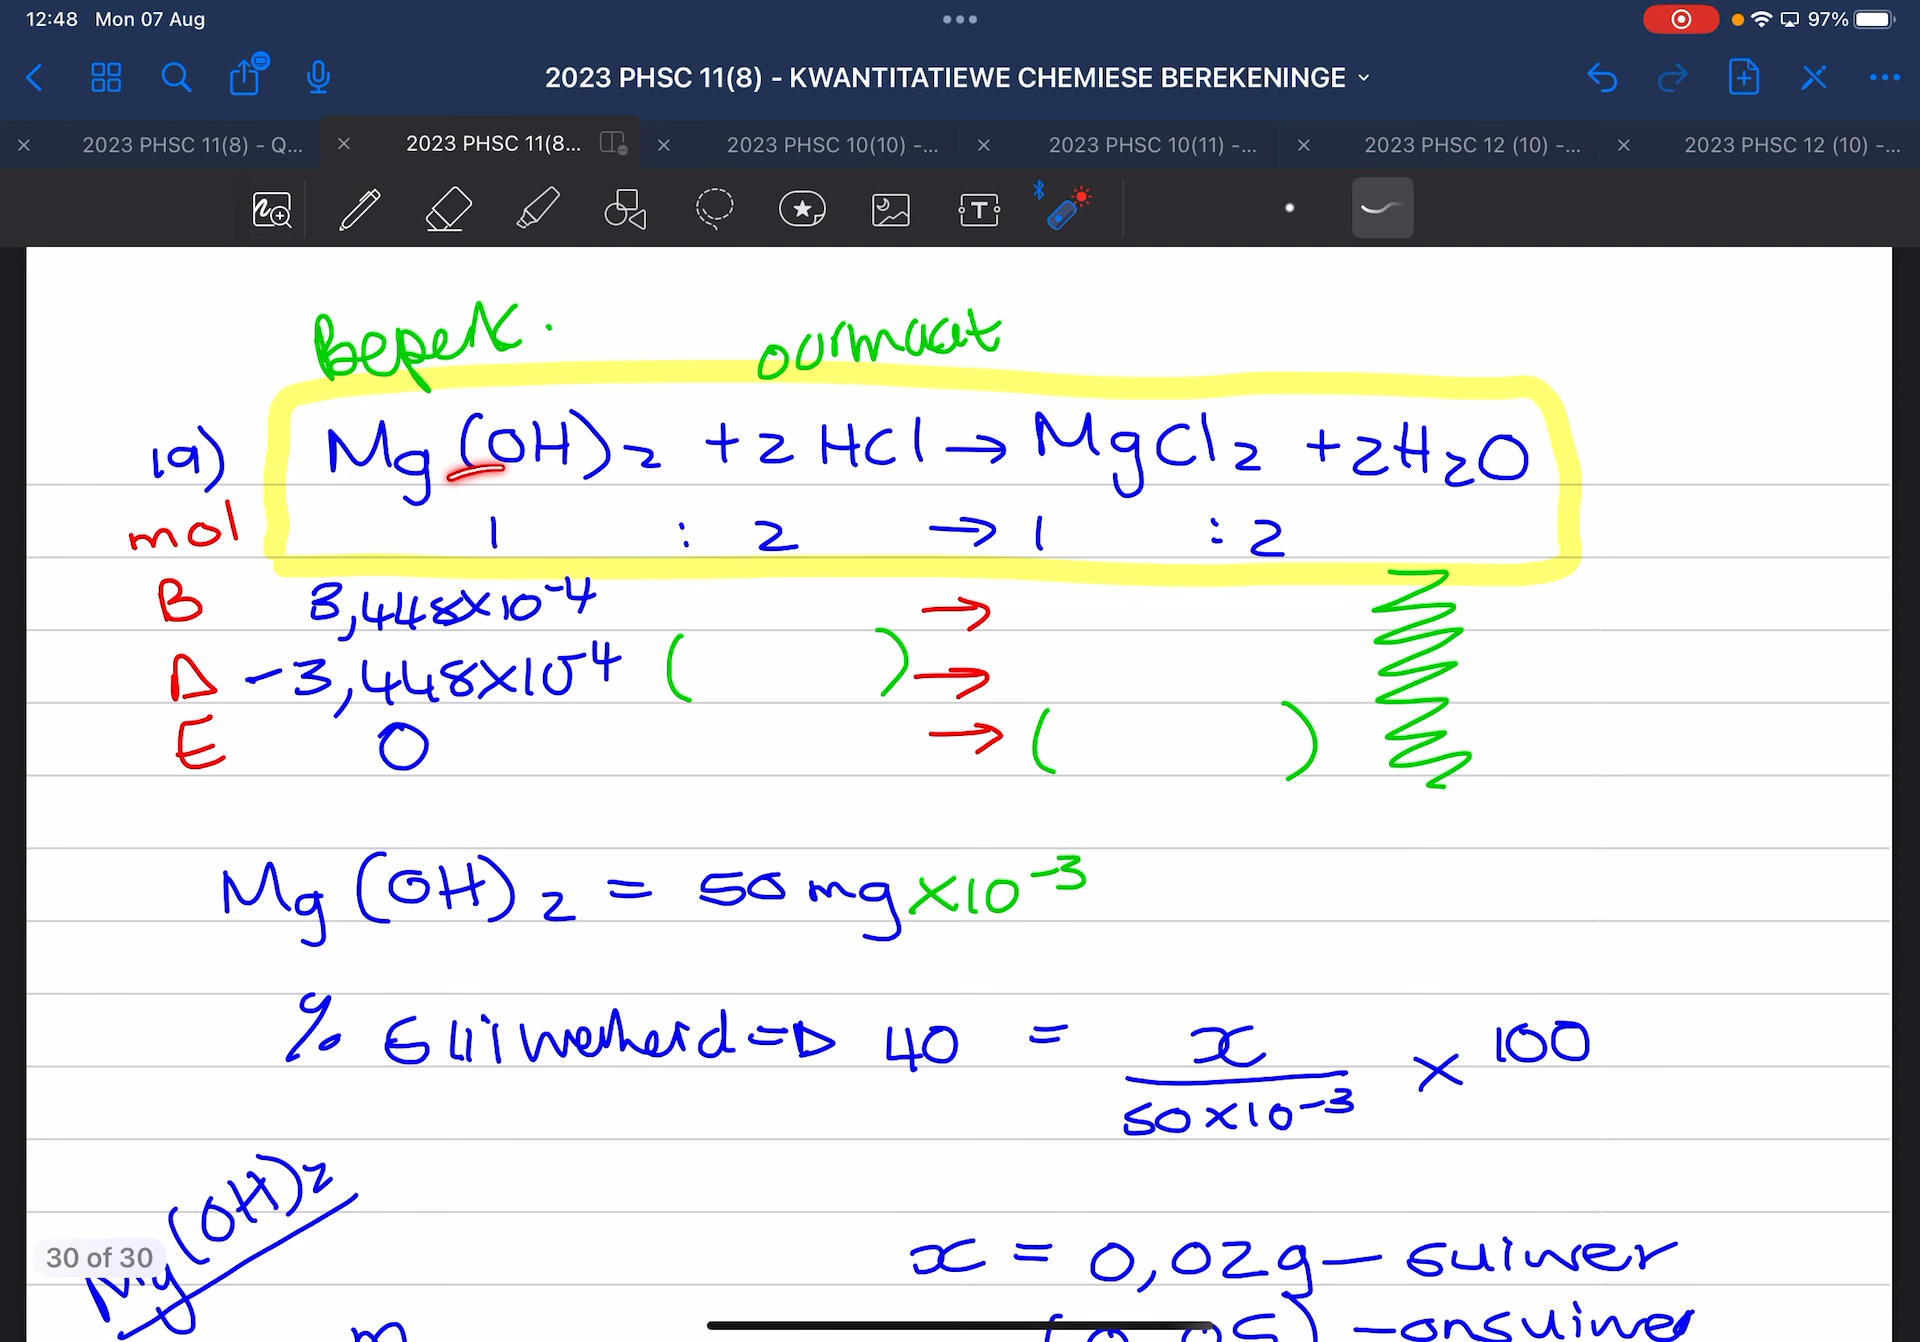 12:48 Mon 07 Aug 97%
2023 PHSC 11(8) - KWANTITATIEWE CHEMIESE BEREKENINGE
2023 PHSC 11(8) - Q... 2023 PHSC 11(8... 2023 PHSC 10(10) -... 2023 PHSC 10(11) -... 2023 PHSC 12 (10) -... 2023 PHSC 12 (10) -...
Beperk. oormaat
19) Mg(OH)₂ + 2HCl → MgCl₂ + 2H₂O
mol 1 : 2 → 1 : 2
B 3,448×10⁻⁴ →
Δ -3,448×10⁻⁴ ( ) →
E 0 → ( )
Mg(OH)₂ = 50 mg ×10⁻³
% suiwerheid => 40 = x / 50×10⁻³ × 100
Mg(OH)₂
x = 0,02g - suiwer
-onsuiwer
30 of 30